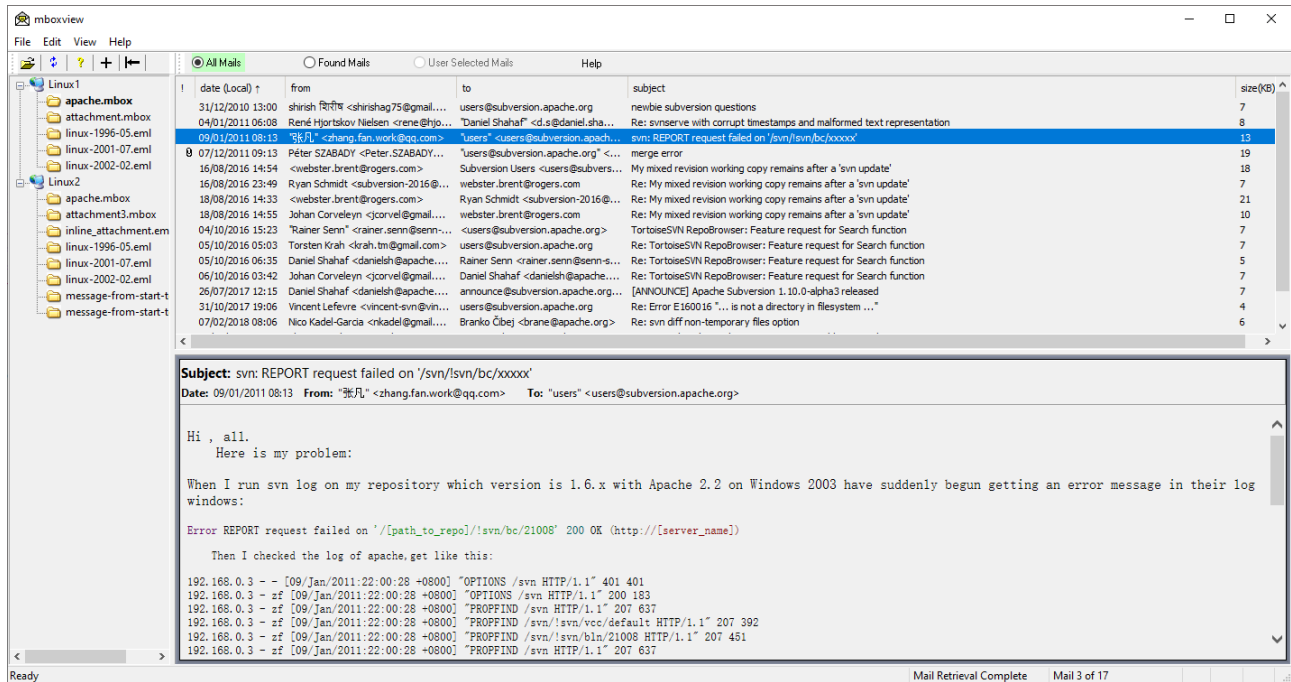 mboxview
File Edit View Help
All Mails Found Mails User Selected Mails Help
Linux1
apache.mbox
attachment.mbox
linux-1996-05.eml
linux-2001-07.eml
linux-2002-02.eml
Linux2
apache.mbox
attachment3.mbox
inline_attachment.em
linux-1996-05.eml
linux-2001-07.eml
linux-2002-02.eml
message-from-start-t
message-from-start-t
! date (Local) ↑ from to subject size(KB)
31/12/2010 13:00 shirish शिरीष <shirishag75@gmail.... users@subversion.apache.org newbie subversion questions 7
04/01/2011 06:08 René Hjortskov Nielsen <rene@hjo... "Daniel Shahaf" <d.s@daniel.sha... Re: svnserve with corrupt timestamps and malformed text representation 8
09/01/2011 08:13 "张凡" <zhang.fan.work@qq.com> "users" <users@subversion.apach... svn: REPORT request failed on '/svn/!svn/bc/xxxxx' 13
07/12/2011 09:13 Péter SZABADY <Peter.SZABADY... "users@subversion.apache.org" <... merge error 19
16/08/2016 14:54 <webster.brent@rogers.com> Subversion Users <users@subvers... My mixed revision working copy remains after a 'svn update' 18
16/08/2016 23:49 Ryan Schmidt <subversion-2016@... webster.brent@rogers.com Re: My mixed revision working copy remains after a 'svn update' 7
18/08/2016 14:33 <webster.brent@rogers.com> Ryan Schmidt <subversion-2016@... Re: My mixed revision working copy remains after a 'svn update' 21
18/08/2016 14:55 Johan Corveleyn <jcorvel@gmail.... webster.brent@rogers.com Re: My mixed revision working copy remains after a 'svn update' 10
04/10/2016 15:23 "Rainer Senn" <rainer.senn@senn-... <users@subversion.apache.org> TortoiseSVN RepoBrowser: Feature request for Search function 7
05/10/2016 05:03 Torsten Krah <krah.tm@gmail.com> users@subversion.apache.org Re: TortoiseSVN RepoBrowser: Feature request for Search function 7
05/10/2016 06:35 Daniel Shahaf <danielsh@apache.... Rainer Senn <rainer.senn@senn-s... Re: TortoiseSVN RepoBrowser: Feature request for Search function 5
06/10/2016 03:42 Johan Corveleyn <jcorvel@gmail.... Daniel Shahaf <danielsh@apache.... Re: TortoiseSVN RepoBrowser: Feature request for Search function 7
26/07/2017 12:15 Daniel Shahaf <danielsh@apache.... announce@subversion.apache.org... [ANNOUNCE] Apache Subversion 1.10.0-alpha3 released 7
31/10/2017 19:06 Vincent Lefevre <vincent-svn@vin... users@subversion.apache.org Re: Error E160016 "... is not a directory in filesystem ..." 4
07/02/2018 08:06 Nico Kadel-Garcia <nkadel@gmail.... Branko Čibej <brane@apache.org> Re: svn diff non-temporary files option 6
Subject: svn: REPORT request failed on '/svn/!svn/bc/xxxxx'
Date: 09/01/2011 08:13 From: "张凡" <zhang.fan.work@qq.com> To: "users" <users@subversion.apache.org>
Hi , all.
Here is my problem:
When I run svn log on my repository which version is 1.6.x with Apache 2.2 on Windows 2003 have suddenly begun getting an error message in their log
windows:
Error REPORT request failed on '/[path_to_repo]/!svn/bc/21008' 200 OK (http://[server_name])
Then I checked the log of apache,get like this:
192.168.0.3 - - [09/Jan/2011:22:00:28 +0800] "OPTIONS /svn HTTP/1.1" 401 401
192.168.0.3 - zf [09/Jan/2011:22:00:28 +0800] "OPTIONS /svn HTTP/1.1" 200 183
192.168.0.3 - zf [09/Jan/2011:22:00:28 +0800] "PROPFIND /svn HTTP/1.1" 207 637
192.168.0.3 - zf [09/Jan/2011:22:00:28 +0800] "PROPFIND /svn/!svn/vcc/default HTTP/1.1" 207 392
192.168.0.3 - zf [09/Jan/2011:22:00:28 +0800] "PROPFIND /svn/!svn/bln/21008 HTTP/1.1" 207 451
192.168.0.3 - zf [09/Jan/2011:22:00:28 +0800] "PROPFIND /svn HTTP/1.1" 207 637
Ready Mail Retrieval Complete Mail 3 of 17